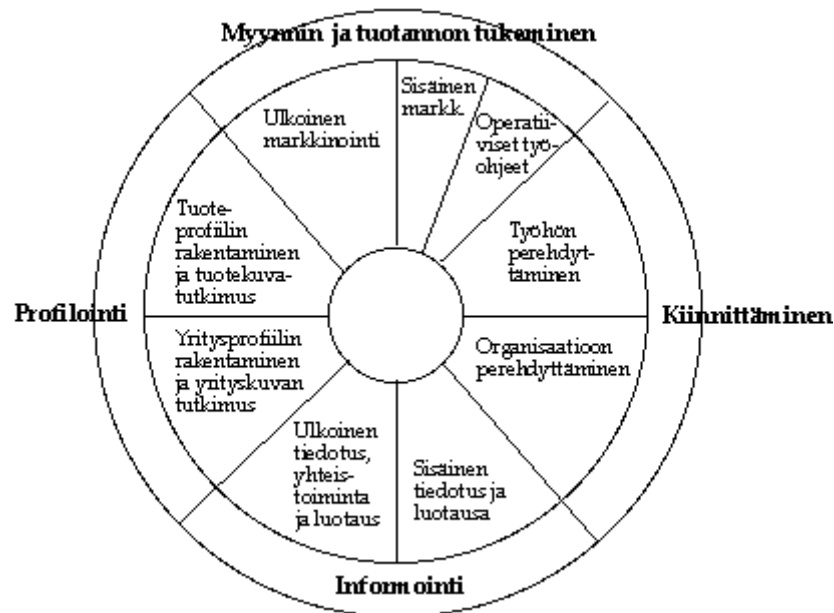 Myynnin ja tuotannon tukeminen
Sisäinen
markk.
Operatii-
viset työ-
ohjeet
Ulkoinen
markkinointi
Työhön
perehdyt-
täminen
Tuote-
profiilin
rakentaminen
ja tuotekuva-
tutkimus
Profilointi
Kiinnittäminen
Yritysprofiilin
rakentaminen
ja yrityskuvan
tutkimus
Organisaatioon
perehdyttäminen
Ulkoinen
tiedotus,
yhteis-
toiminta
ja luotaus
Sisäinen
tiedotus ja
luotausa
Informointi